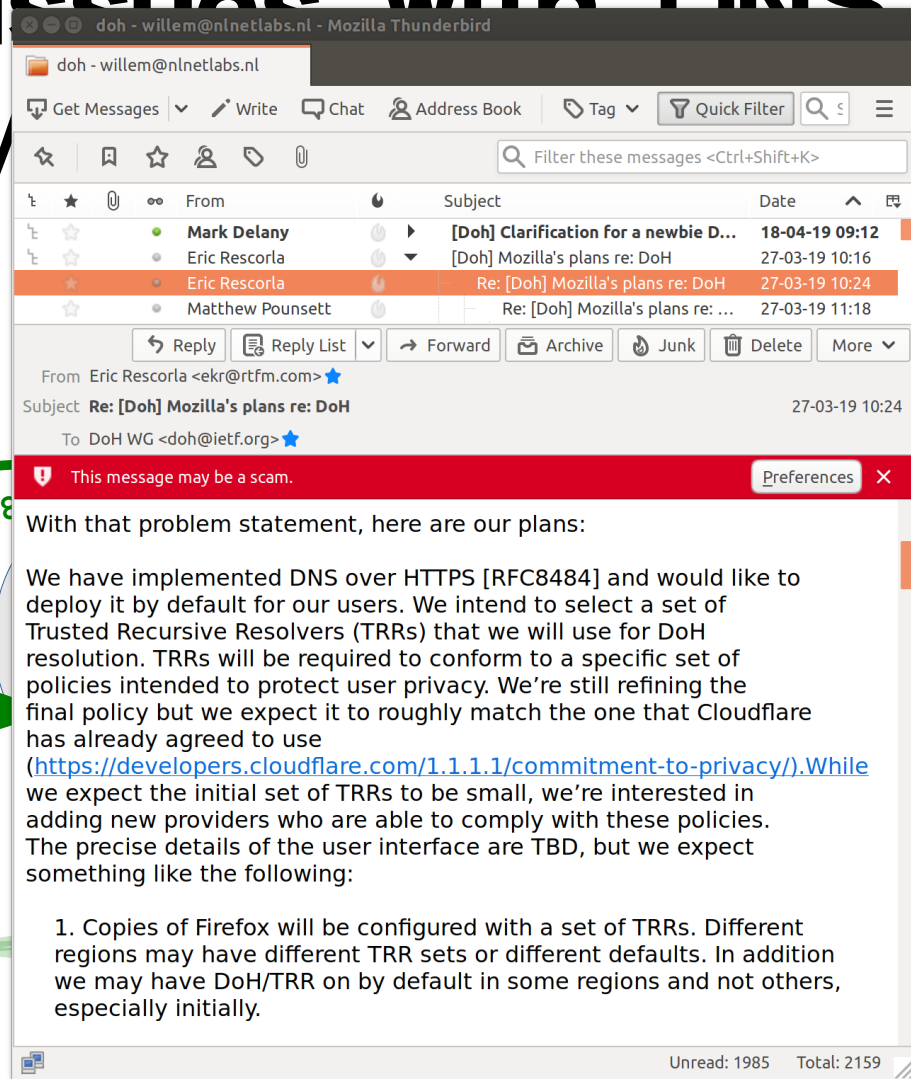 issues with DNS
doh - willem@nlnetlabs.nl - Mozilla Thunderbird
doh - willem@nlnetlabs.nl
Get Messages Write Chat Address Book Tag Quick Filter S
Filter these messages <Ctrl+Shift+K>
From Subject Date
Mark Delany [Doh] Clarification for a newbie D... 18-04-19 09:12
Eric Rescorla [Doh] Mozilla's plans re: DoH 27-03-19 10:16
Eric Rescorla Re: [Doh] Mozilla's plans re: DoH 27-03-19 10:24
Matthew Pounsett Re: [Doh] Mozilla's plans re: ... 27-03-19 11:18
Reply Reply List Forward Archive Junk Delete More
From Eric Rescorla <ekr@rtfm.com>
Subject Re: [Doh] Mozilla's plans re: DoH 27-03-19 10:24
To DoH WG <doh@ietf.org>
This message may be a scam. Preferences
8
With that problem statement, here are our plans:
We have implemented DNS over HTTPS [RFC8484] and would like to
deploy it by default for our users. We intend to select a set of
Trusted Recursive Resolvers (TRRs) that we will use for DoH
resolution. TRRs will be required to conform to a specific set of
policies intended to protect user privacy. We’re still refining the
final policy but we expect it to roughly match the one that Cloudflare
has already agreed to use
(https://developers.cloudflare.com/1.1.1.1/commitment-to-privacy/).While
we expect the initial set of TRRs to be small, we’re interested in
adding new providers who are able to comply with these policies.
The precise details of the user interface are TBD, but we expect
something like the following:
1. Copies of Firefox will be configured with a set of TRRs. Different
regions may have different TRR sets or different defaults. In addition
we may have DoH/TRR on by default in some regions and not others,
especially initially.
Unread: 1985 Total: 2159